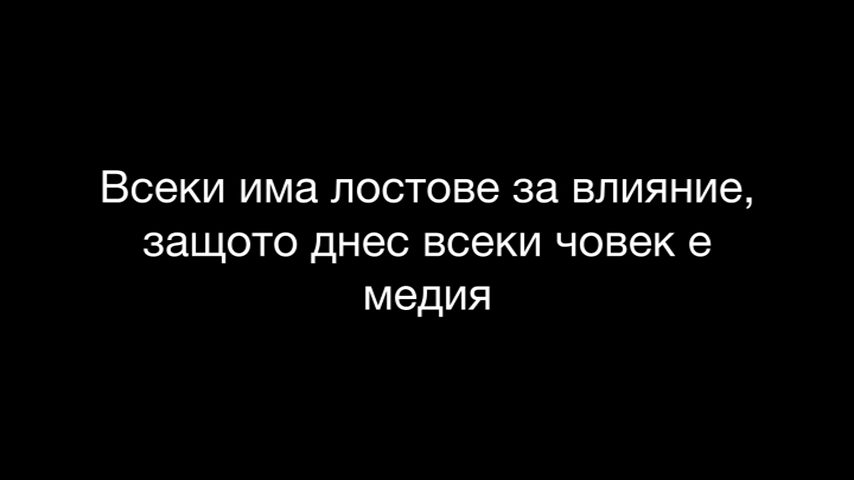 Всеки има лостове за влияние,
защото днес всеки човек е
медия